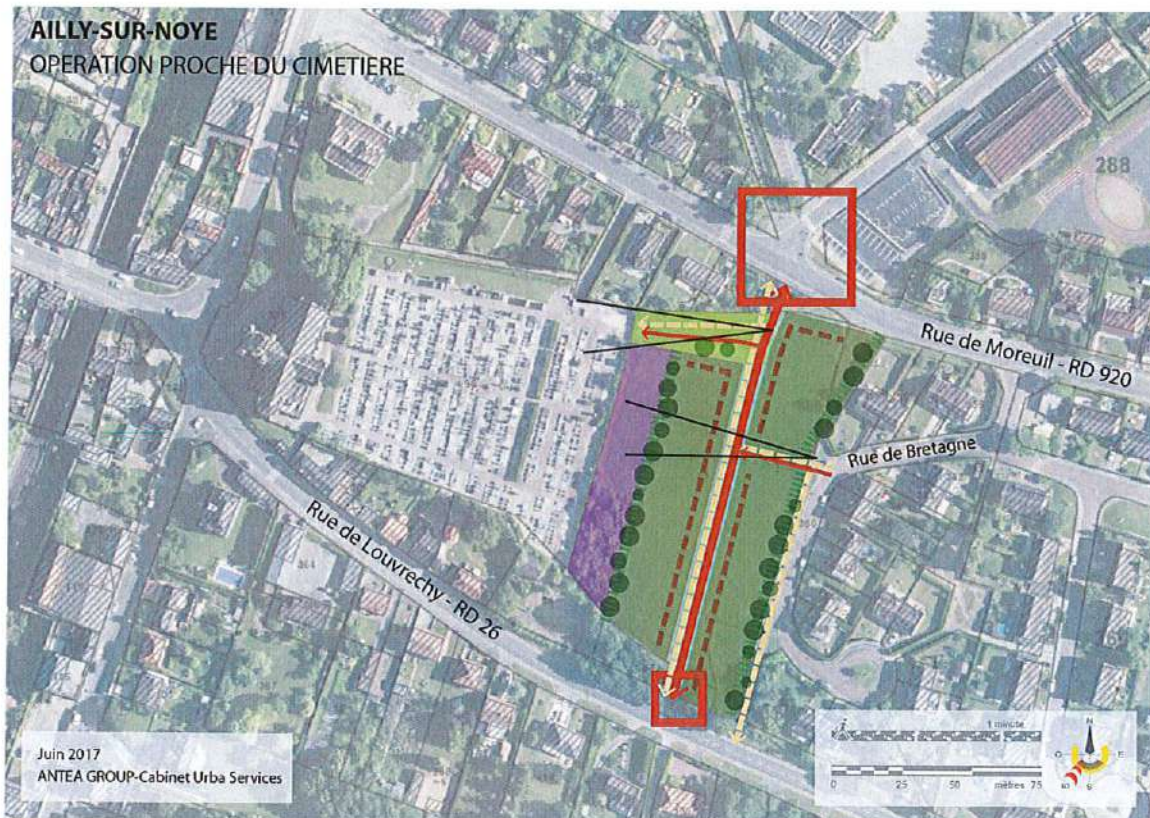 AILLY-SUR-NOYE
OPERATION PROCHE DU CIMETIERE
288
Rue de Moreuil - RD 920
Rue de Bretagne
Rue de Louvrechy - RD 26
Juin 2017
ANTEA GROUP-Cabinet Urba Services
1 minute
0 25 50 mètres 75
N
O E
S